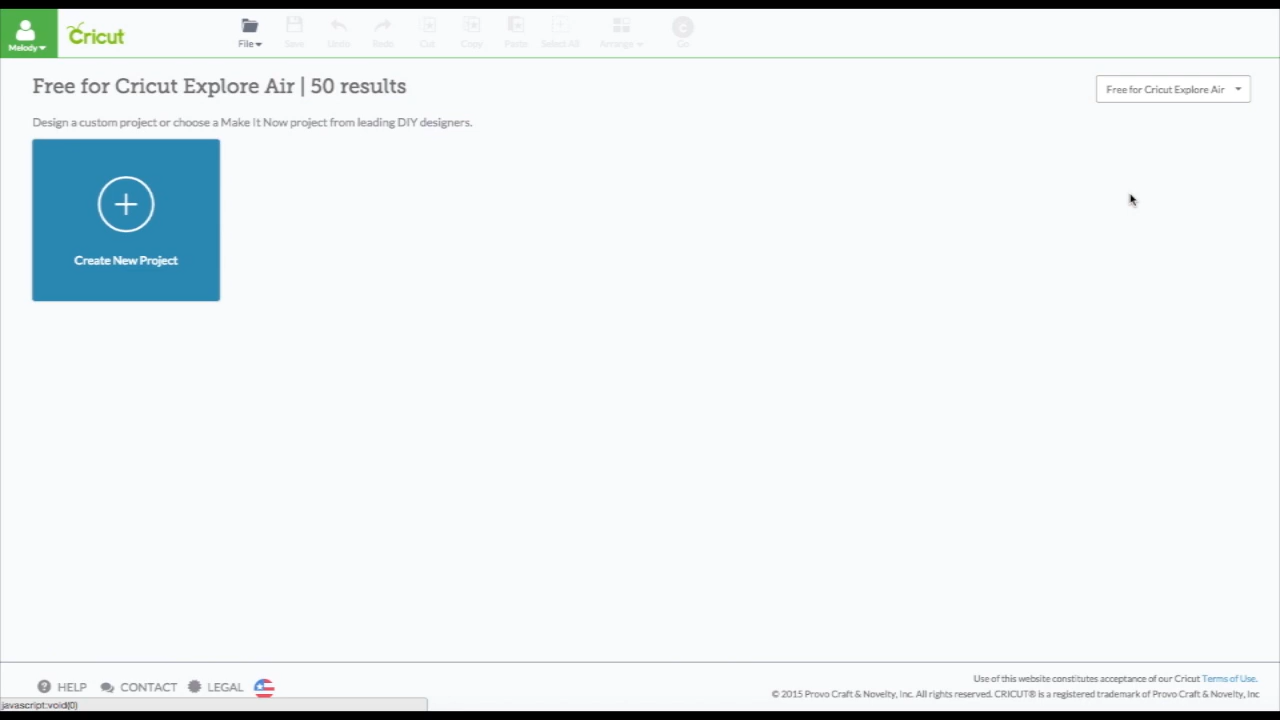 Melody
Cricut
File
Save
Undo
Redo
Cut
Copy
Paste
Select All
Arrange
Go
Free for Cricut Explore Air | 50 results
Free for Cricut Explore Air
Design a custom project or choose a Make It Now project from leading DIY designers.
Create New Project
HELP
CONTACT
LEGAL
Use of this website constitutes acceptance of our Cricut Terms of Use.
© 2015 Provo Craft & Novelty, Inc. All rights reserved. CRICUT® is a registered trademark of Provo Craft & Novelty, Inc
javascript:void(0)